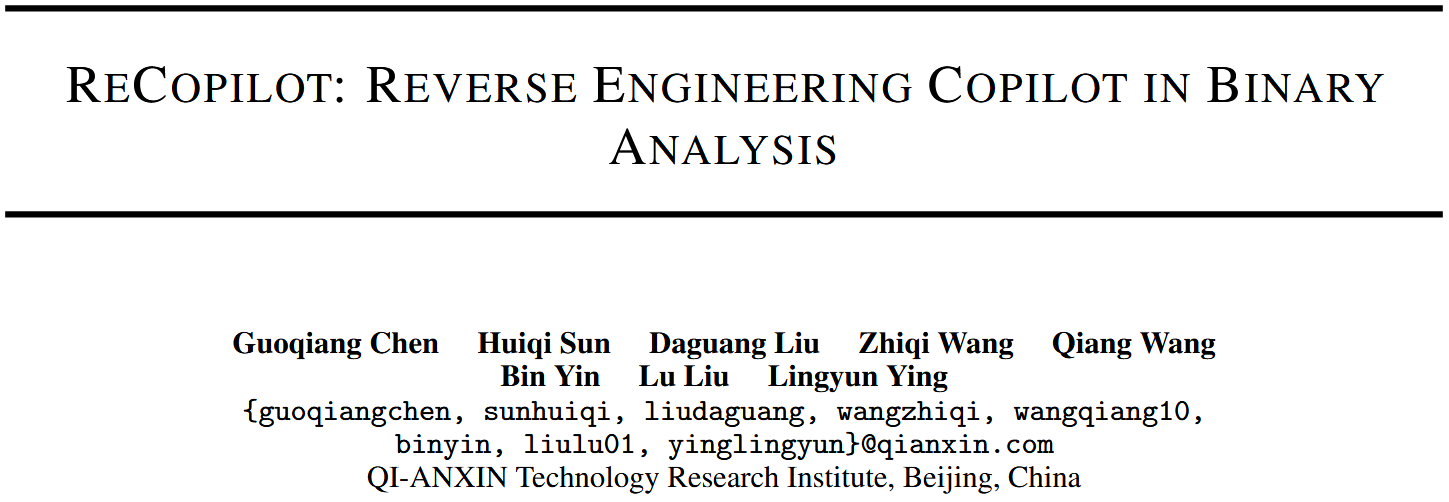 RECOPILOT: REVERSE ENGINEERING COPILOT IN BINARY
ANALYSIS
Guoqiang Chen Huiqi Sun Daguang Liu Zhiqi Wang Qiang Wang
Bin Yin Lu Liu Lingyun Ying
{guoqiangchen, sunhuiqi, liudaguang, wangzhiqi, wangqiang10,
binyin, liulu01, yinglingyun}@qianxin.com
QI-ANXIN Technology Research Institute, Beijing, China